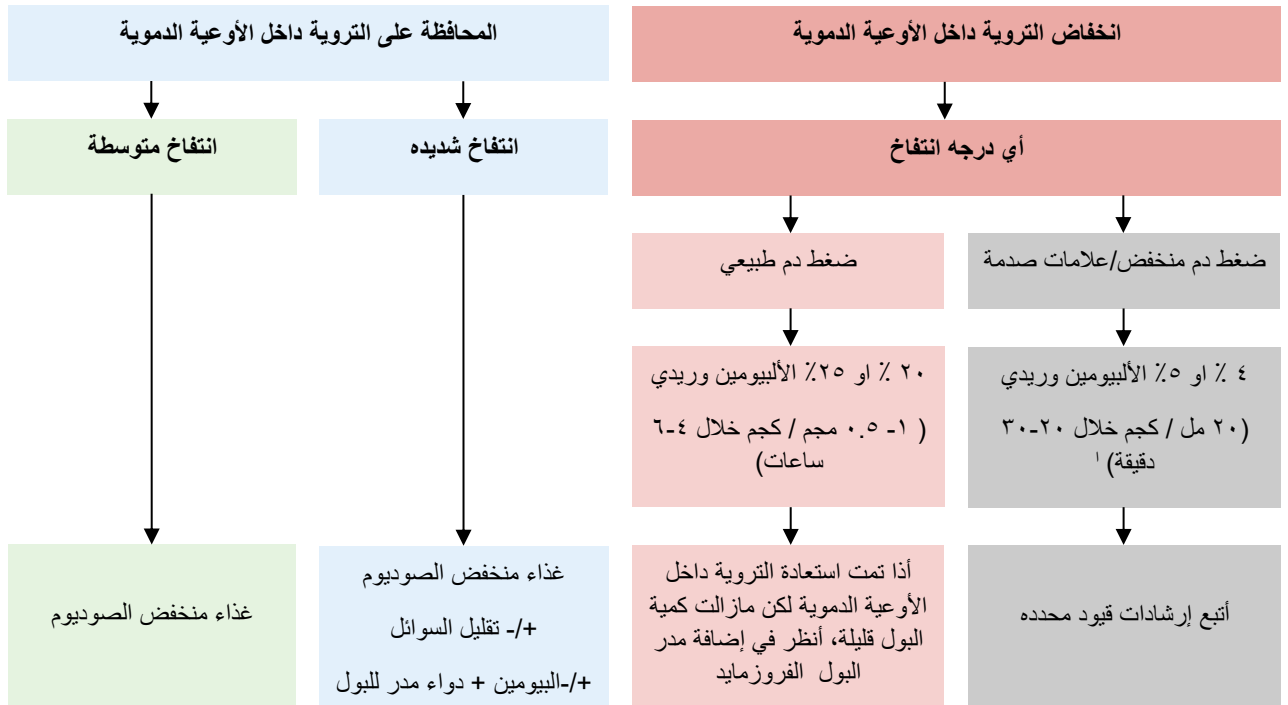 انخفاض التروية داخل الأوعية الدموية
المحافظة على التروية داخل الأوعية الدموية
أي درجه انتفاخ
انتفاخ شديده
انتفاخ متوسطة
ضغط دم منخفض/علامات صدمة
ضغط دم طبيعي
٤ ٪ او ٥٪ الألبيومين وريدي
(٢٠ مل / كجم خلال ٢٠-٣٠
دقيقة) ١
٢٠ ٪ او ٢٥٪ الألبيومين وريدي
( ١- ٠.٥ مجم / كجم خلال ٤-٦
ساعات)
أتبع إرشادات قيود محدده
أذا تمت استعادة التروية داخل
الأوعية الدموية لكن مازالت كمية
البول قليلة، أنظر في إضافة مدر
البول الفروزمايد
غذاء منخفض الصوديوم
+/- تقليل السوائل
+/-البيومين + دواء مدر للبول
غذاء منخفض الصوديوم